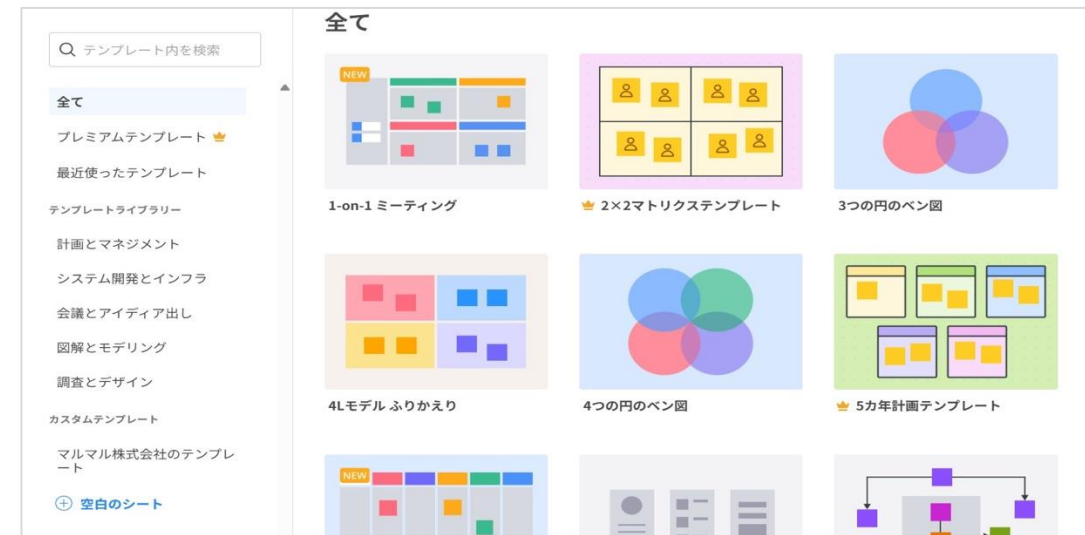 テンプレート内を検索
全て
プレミアムテンプレート
最近使ったテンプレート
テンプレートライブラリー
計画とマネジメント
システム開発とインフラ
会議とアイディア出し
図解とモデリング
調査とデザイン
カスタムテンプレート
マルマル株式会社のテンプレ
ート
空白のシート
全て
NEW
1-on-1 ミーティング
2×2マトリクステンプレート
3つの円のベン図
4Lモデル ふりかえり
4つの円のベン図
5カ年計画テンプレート
NEW